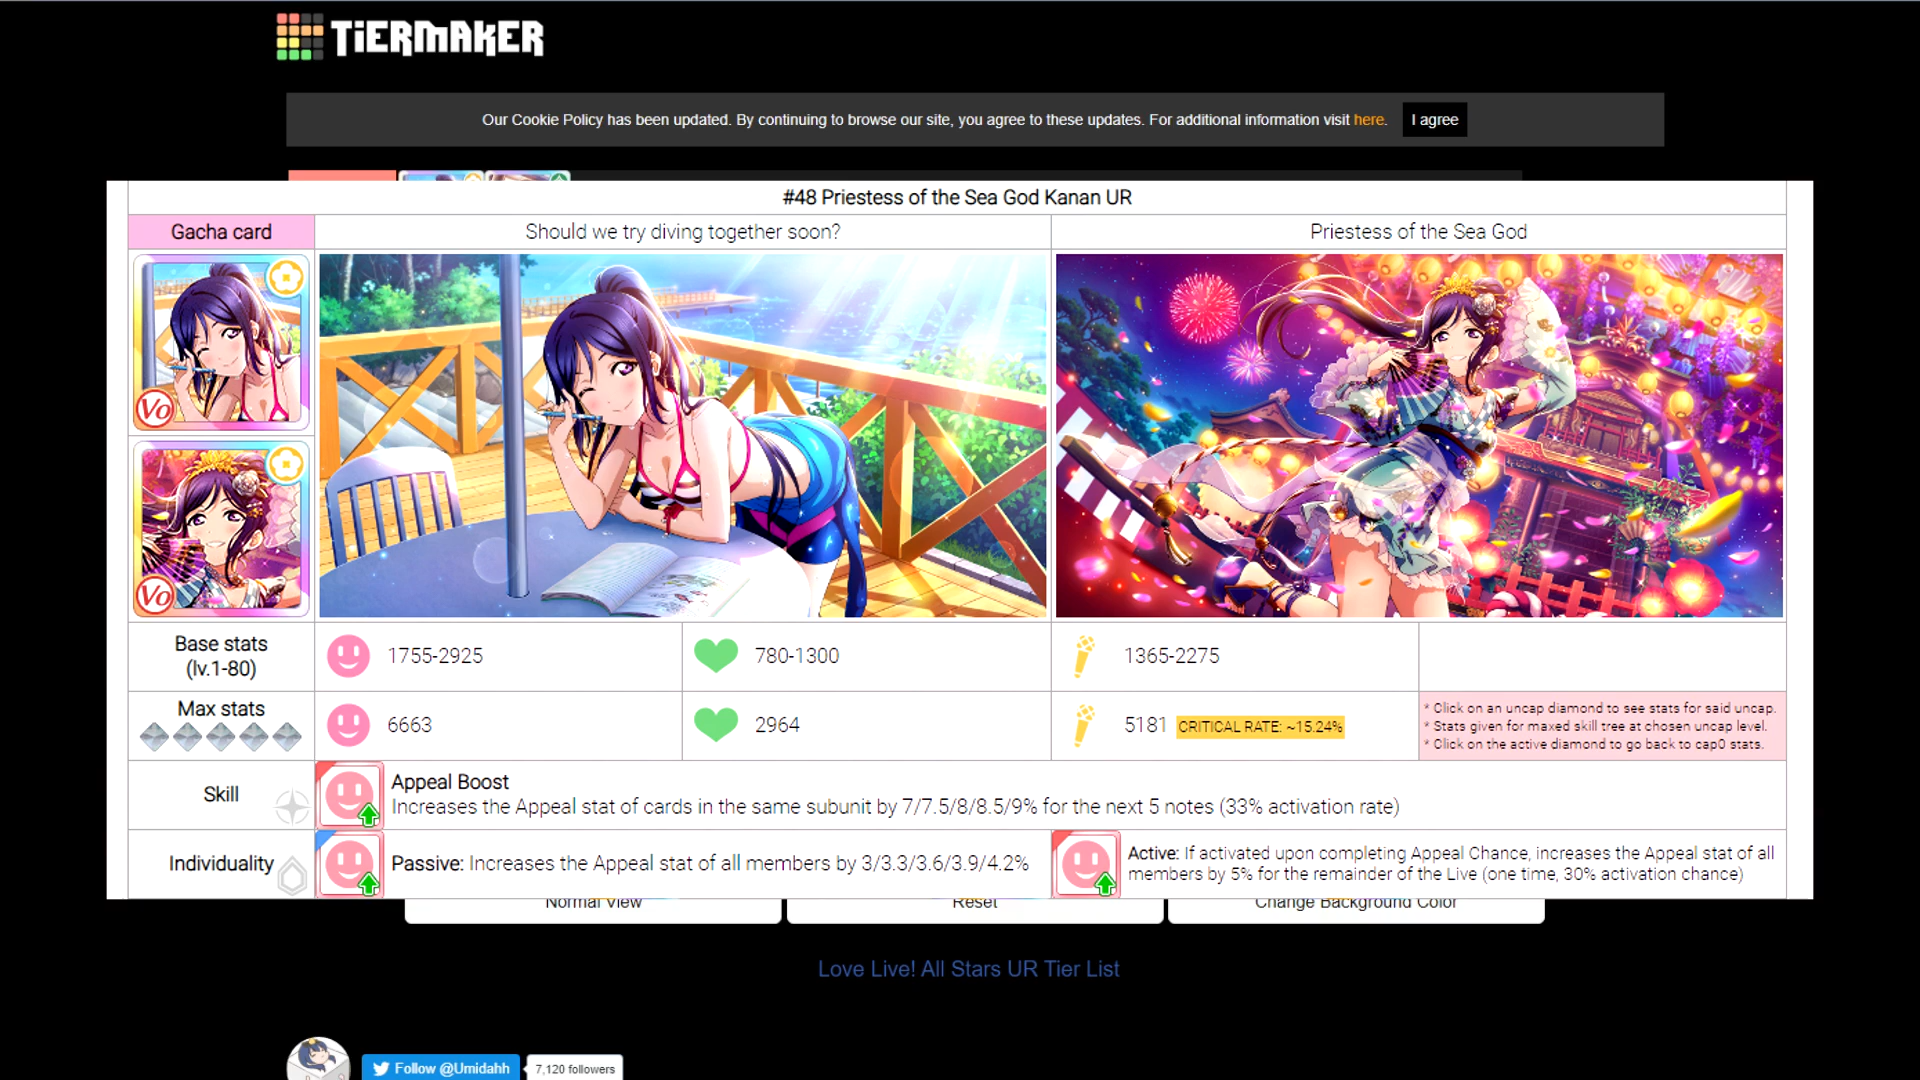 TiERMAKER
Our Cookie Policy has been updated. By continuing to browse our site, you agree to these updates. For additional information visit here.
I agree
#48 Priestess of the Sea God Kanan UR
Gacha card
Should we try diving together soon?
Priestess of the Sea God
Vo
Vo
Base stats
(lv.1-80)
1755-2925
780-1300
1365-2275
Max stats
6663
2964
5181 CRITICAL RATE: ~15.24%
* Click on an uncap diamond to see stats for said uncap.
* Stats given for maxed skill tree at chosen uncap level.
* Click on the active diamond to go back to cap0 stats.
Skill
Appeal Boost
Increases the Appeal stat of cards in the same subunit by 7/7.5/8/8.5/9% for the next 5 notes (33% activation rate)
Individuality
Passive: Increases the Appeal stat of all members by 3/3.3/3.6/3.9/4.2%
Active: If activated upon completing Appeal Chance, increases the Appeal stat of all
members by 5% for the remainder of the Live (one time, 30% activation chance)
Normal View
Reset
Change Background Color
Love Live! All Stars UR Tier List
Follow @Umidahh
7,120 followers